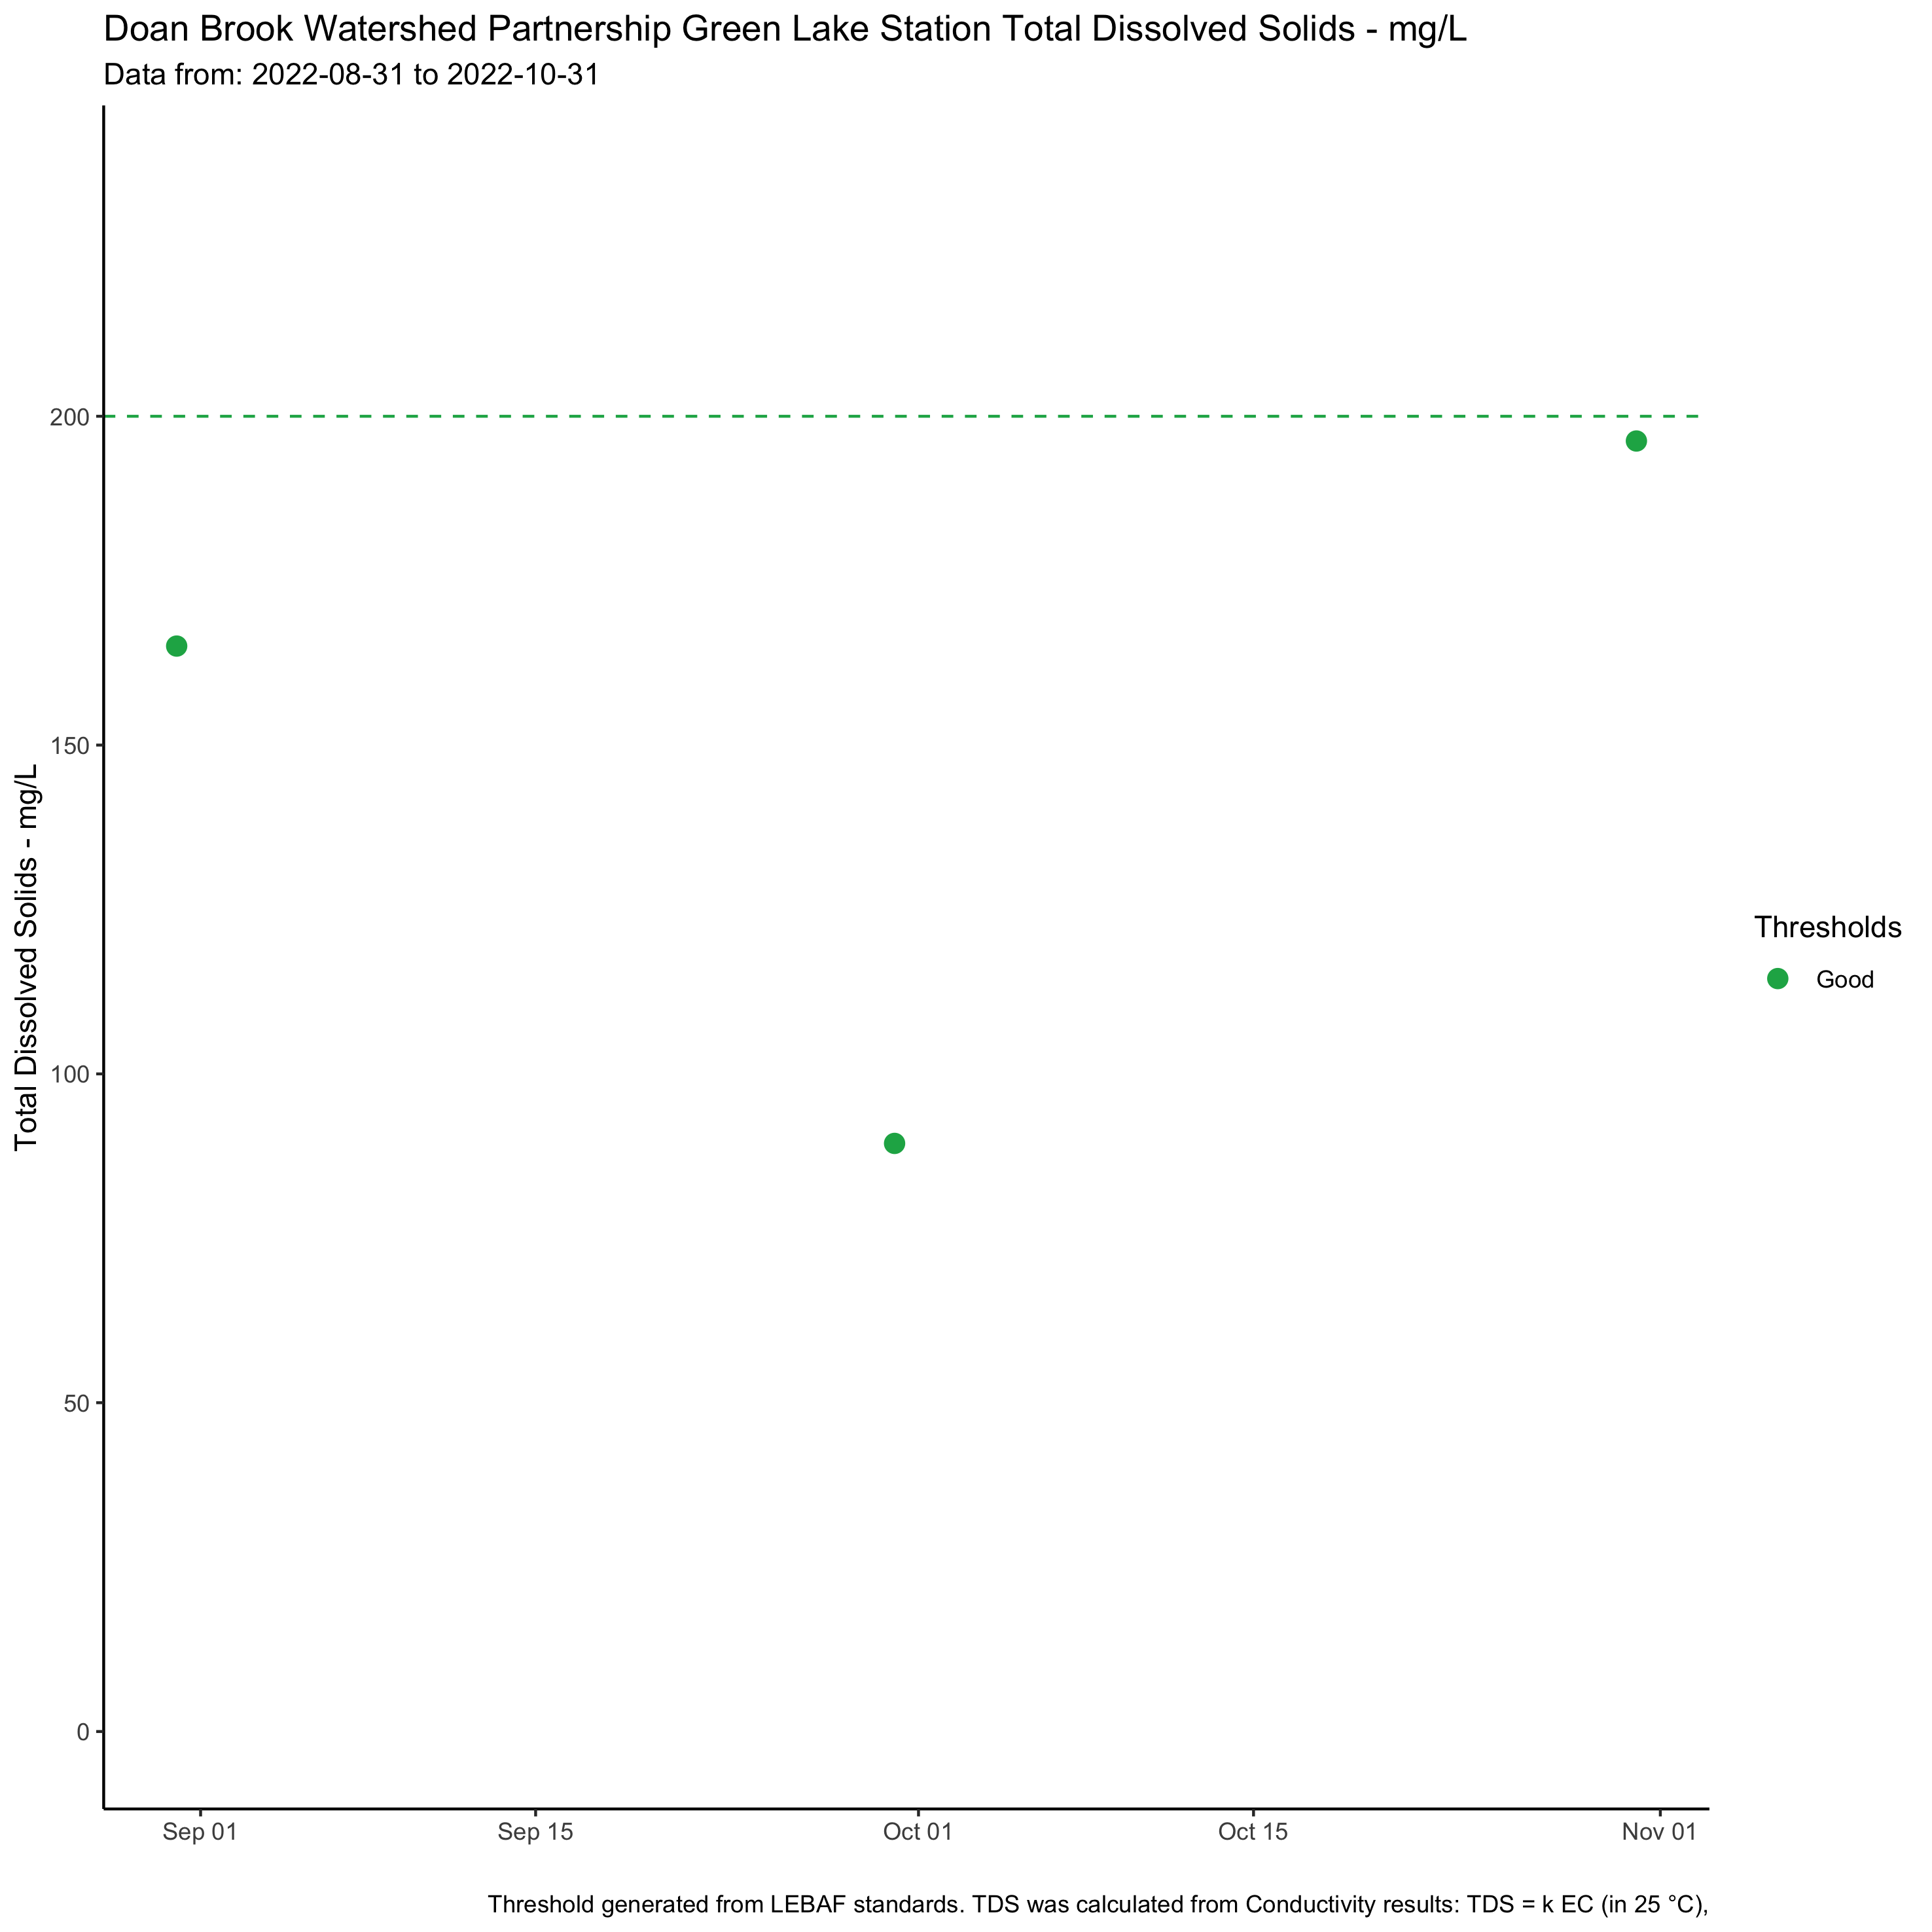 Doan Brook Watershed Partnership Green Lake Station Total Dissolved Solids - mg/L
Data from: 2022-08-31 to 2022-10-31
Total Dissolved Solids - mg/L
200
150
100
50
0
Sep 01
Sep 15
Oct 01
Oct 15
Nov 01
Thresholds
Good
Threshold generated from LEBAF standards. TDS was calculated from Conductivity results: TDS = k EC (in 25 °C),